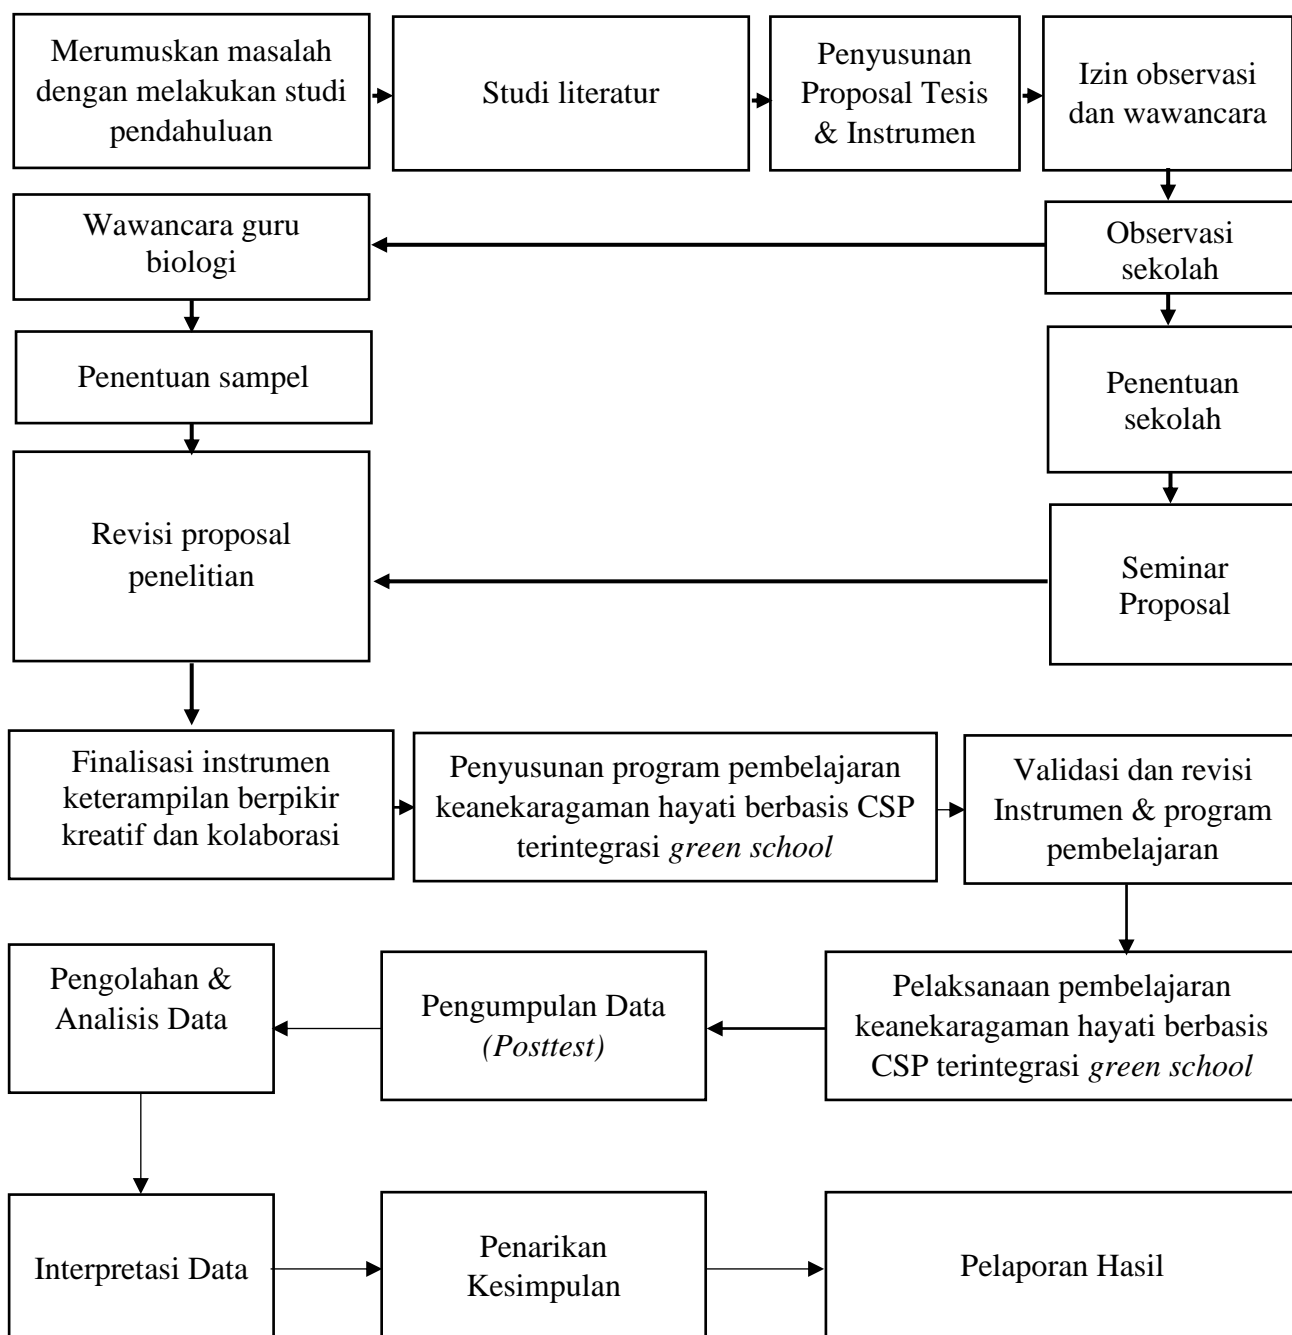 Merumuskan masalah
dengan melakukan studi
pendahuluan
Studi literatur
Penyusunan
Proposal Tesis
& Instrumen
Izin observasi
dan wawancara
Wawancara guru
biologi
Observasi
sekolah
Penentuan sampel
Penentuan
sekolah
Revisi proposal
penelitian
Seminar
Proposal
Finalisasi instrumen
keterampilan berpikir
kreatif dan kolaborasi
Penyusunan program pembelajaran
keanekaragaman hayati berbasis CSP
terintegrasi green school
Validasi dan revisi
Instrumen & program
pembelajaran
Pengolahan &
Analisis Data
Pengumpulan Data
(Posttest)
Pelaksanaan pembelajaran
keanekaragaman hayati berbasis
CSP terintegrasi green school
Interpretasi Data
Penarikan
Kesimpulan
Pelaporan Hasil